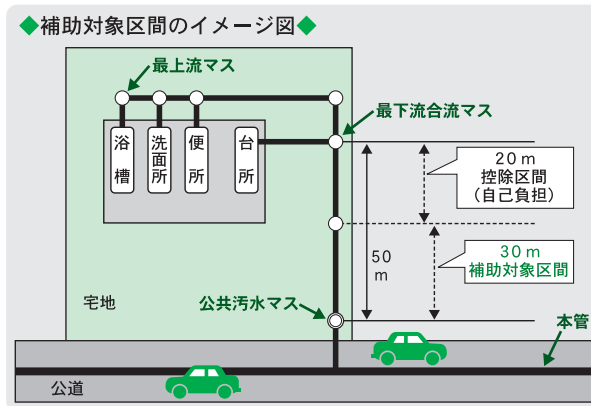 ◆補助対象区間のイメージ図◆
最上流マス
最下流合流マス
浴槽
洗面所
便所
台所
20m
控除区間
(自己負担)
50m
30m
補助対象区間
宅地
公共汚水マス
本管
公道